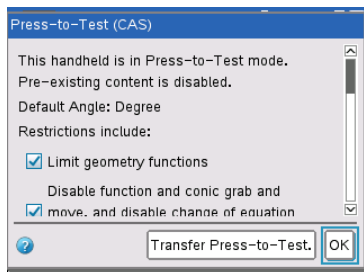 Press-to-Test (CAS)
This handheld is in Press-to-Test mode.
Pre-existing content is disabled.
Default Angle: Degree
Restrictions include:
Limit geometry functions
Disable function and conic grab and
move, and disable change of equation
?
Transfer Press-to-Test.
OK